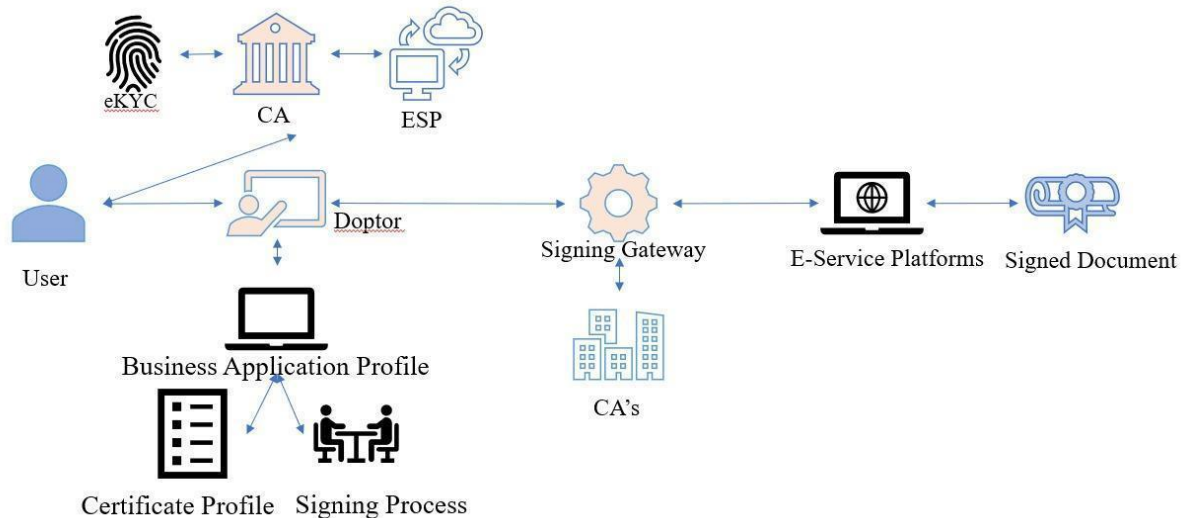 eKYC
CA
ESP
Doptor
User
Signing Gateway
E-Service Platforms
Signed Document
Business Application Profile
CA's
Certificate Profile
Signing Process